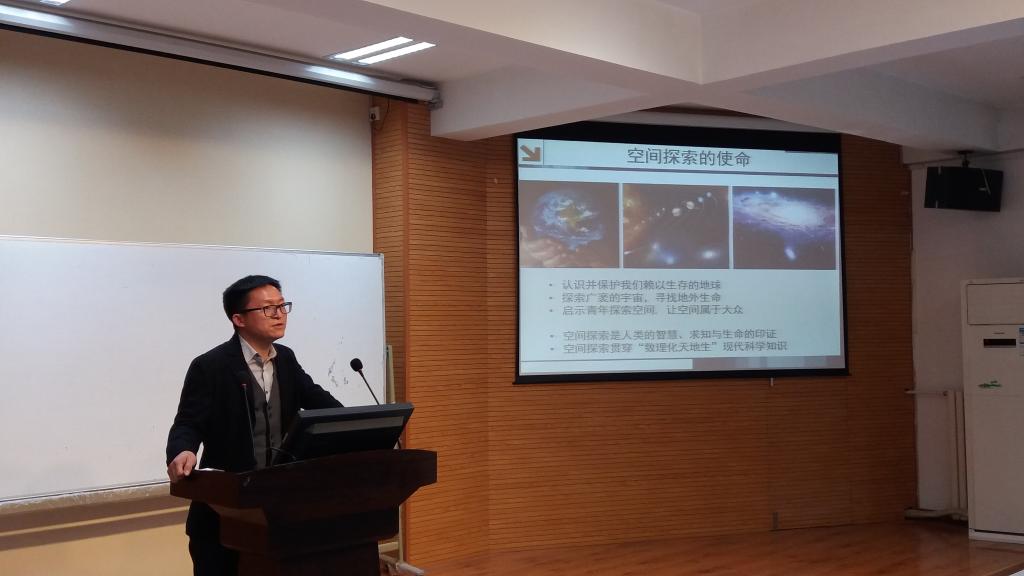 空间探索的使命
• 认识并保护我们赖以生存的地球
• 探索广袤的宇宙，寻找地外生命
• 启示青年探索空间，让空间属于大众
• 空间探索是人类的智慧、求知与生命的印证
• 空间探索贯穿“数理化天地生”现代科学知识